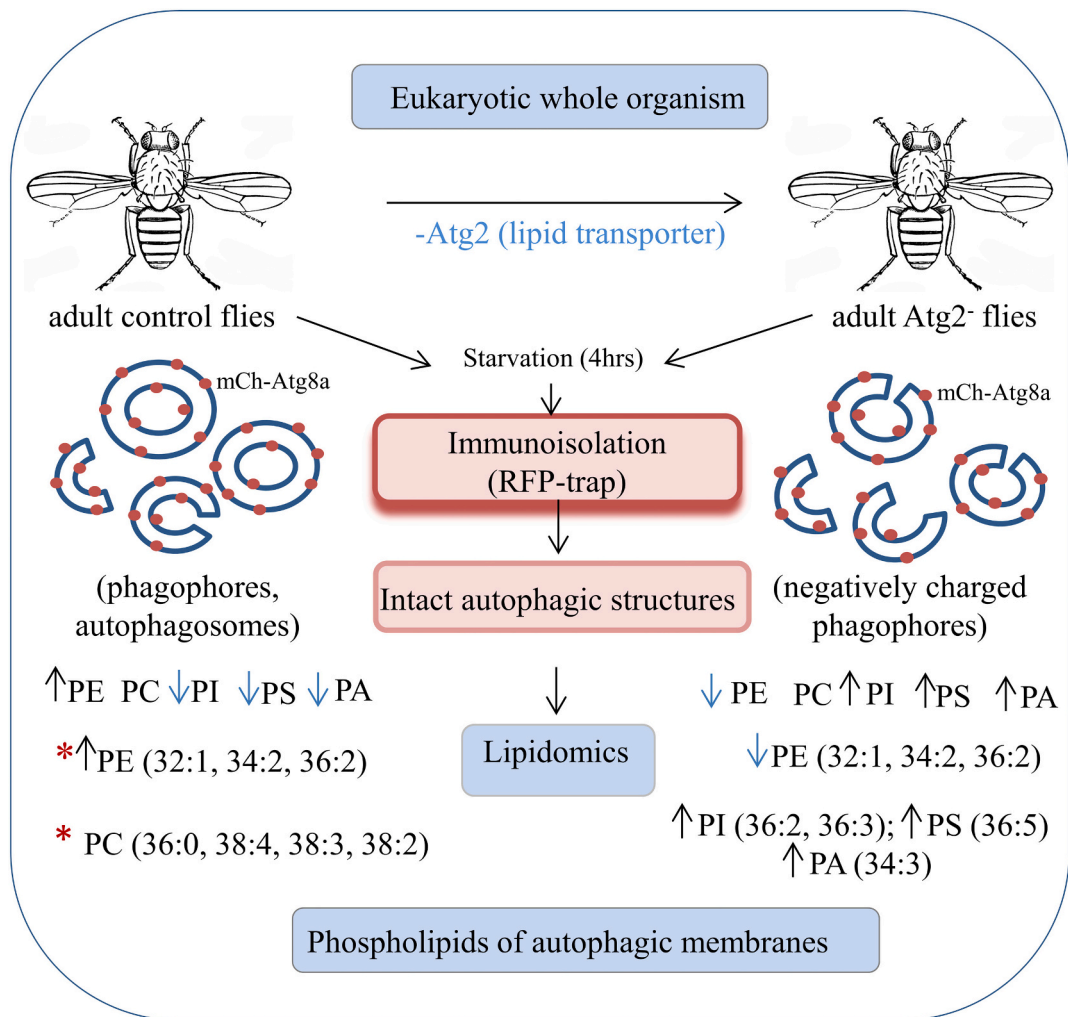 Eukaryotic whole organism
-Atg2 (lipid transporter)
adult control flies
adult Atg2⁻ flies
Starvation (4hrs)
mCh-Atg8a
mCh-Atg8a
Immunoisolation
(RFP-trap)
Intact autophagic structures
(phagophores,
autophagosomes)
(negatively charged
phagophores)
↑PE PC ↓PI ↓PS ↓PA
↓PE PC ↑PI ↑PS ↑PA
Lipidomics
*↑PE (32:1, 34:2, 36:2)
↓PE (32:1, 34:2, 36:2)
* PC (36:0, 38:4, 38:3, 38:2)
↑PI (36:2, 36:3); ↑PS (36:5)
↑PA (34:3)
Phospholipids of autophagic membranes